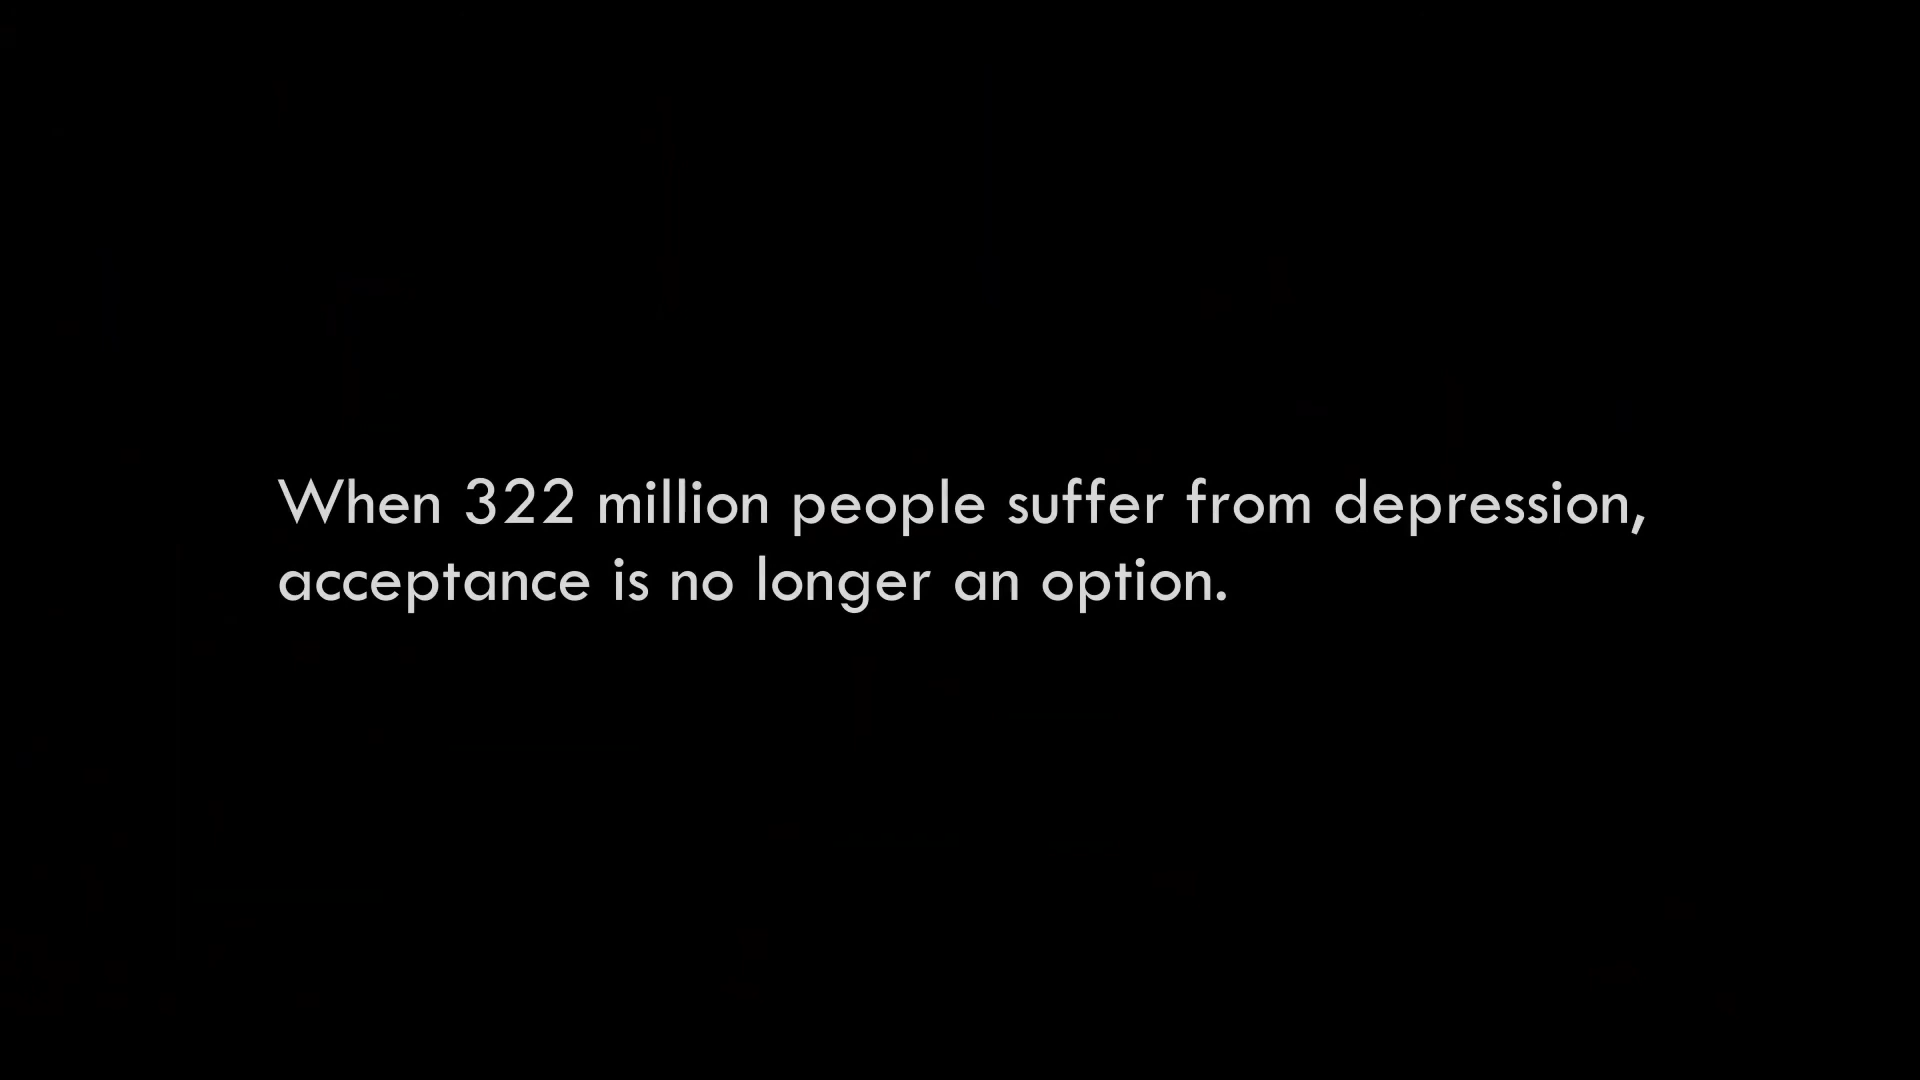 When 322 million people suffer from depression,
acceptance is no longer an option.